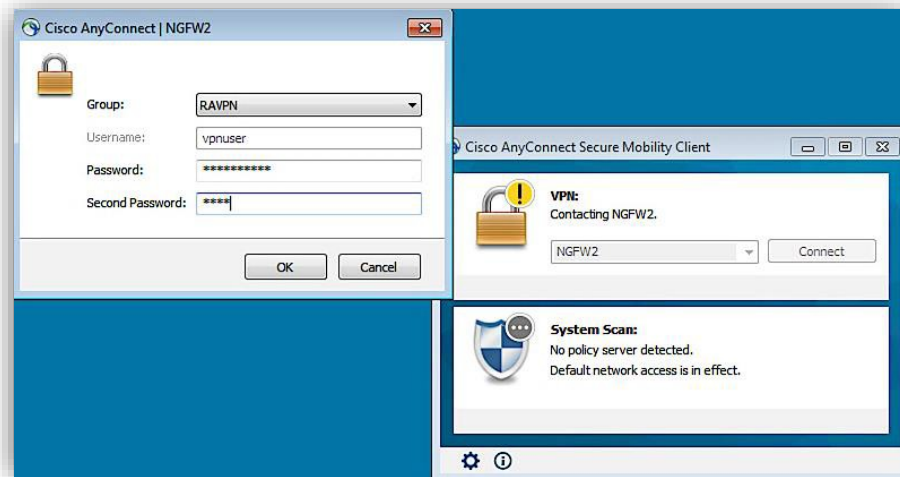 Cisco AnyConnect | NGFW2
Group:
RAVPN
Username:
vpnuser
Password:
**********
Second Password:
****
OK
Cancel
Cisco AnyConnect Secure Mobility Client
VPN:
Contacting NGFW2.
NGFW2
Connect
System Scan:
No policy server detected.
Default network access is in effect.